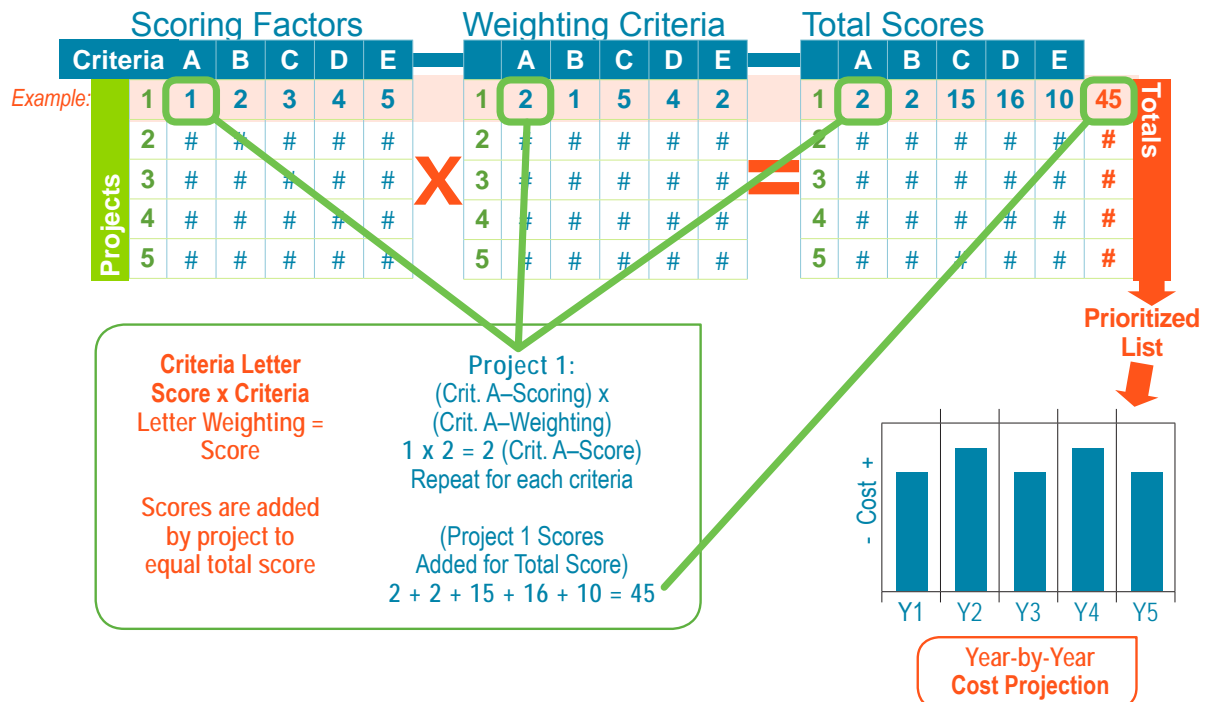 Scoring Factors Weighting Criteria Total Scores
Criteria A B C D E A B C D E A B C D E
Example: 1 1 2 3 4 5 1 2 1 5 4 2 1 2 2 15 16 10 45
2 # # # # # 2 # # # # # 2 # # # # # #
X =
3 # # # # # 3 # # # # # 3 # # # # # #
4 # # # # # 4 # # # # # 4 # # # # # #
5 # # # # # 5 # # # # # 5 # # # # # #
Projects
Totals
Prioritized
List
Criteria Letter
Score x Criteria
Letter Weighting =
Score
Scores are added
by project to
equal total score
Project 1:
(Crit. A–Scoring) x
(Crit. A–Weighting)
1 x 2 = 2 (Crit. A–Score)
Repeat for each criteria
(Project 1 Scores
Added for Total Score)
2 + 2 + 15 + 16 + 10 = 45
- Cost +
Y1 Y2 Y3 Y4 Y5
Year-by-Year
Cost Projection